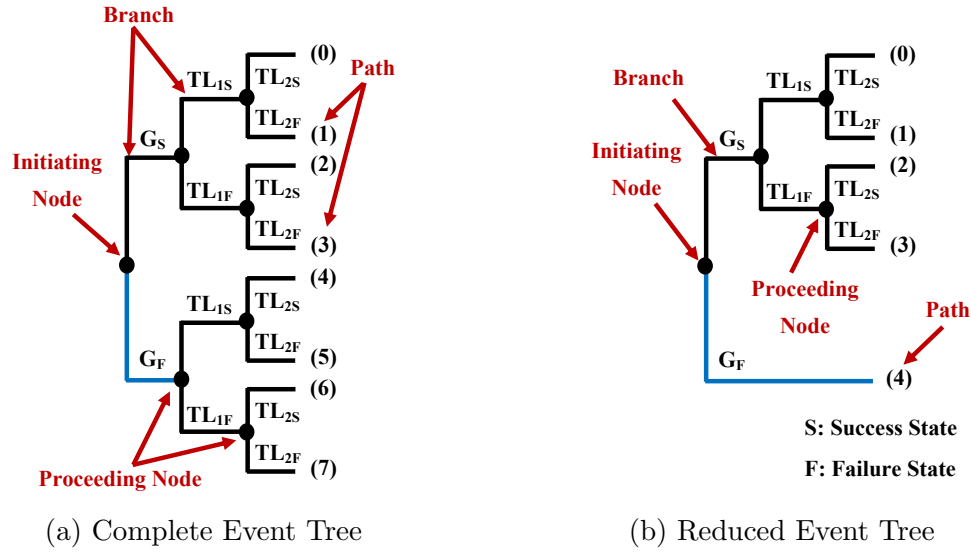 Branch
(0)
TL1S
TL2S
Path
TL2F
(1)
GS
(2)
Initiating
Node
TL1F
TL2S
TL2F
(3)
(4)
TL1S
TL2S
TL2F
(5)
GF
(6)
TL1F
TL2S
TL2F
(7)
Proceeding Node
(a) Complete Event Tree
(0)
Branch
TL1S
TL2S
TL2F
(1)
GS
Initiating
Node
(2)
TL1F
TL2S
TL2F
(3)
Proceeding
Node
Path
GF
(4)
S: Success State
F: Failure State
(b) Reduced Event Tree